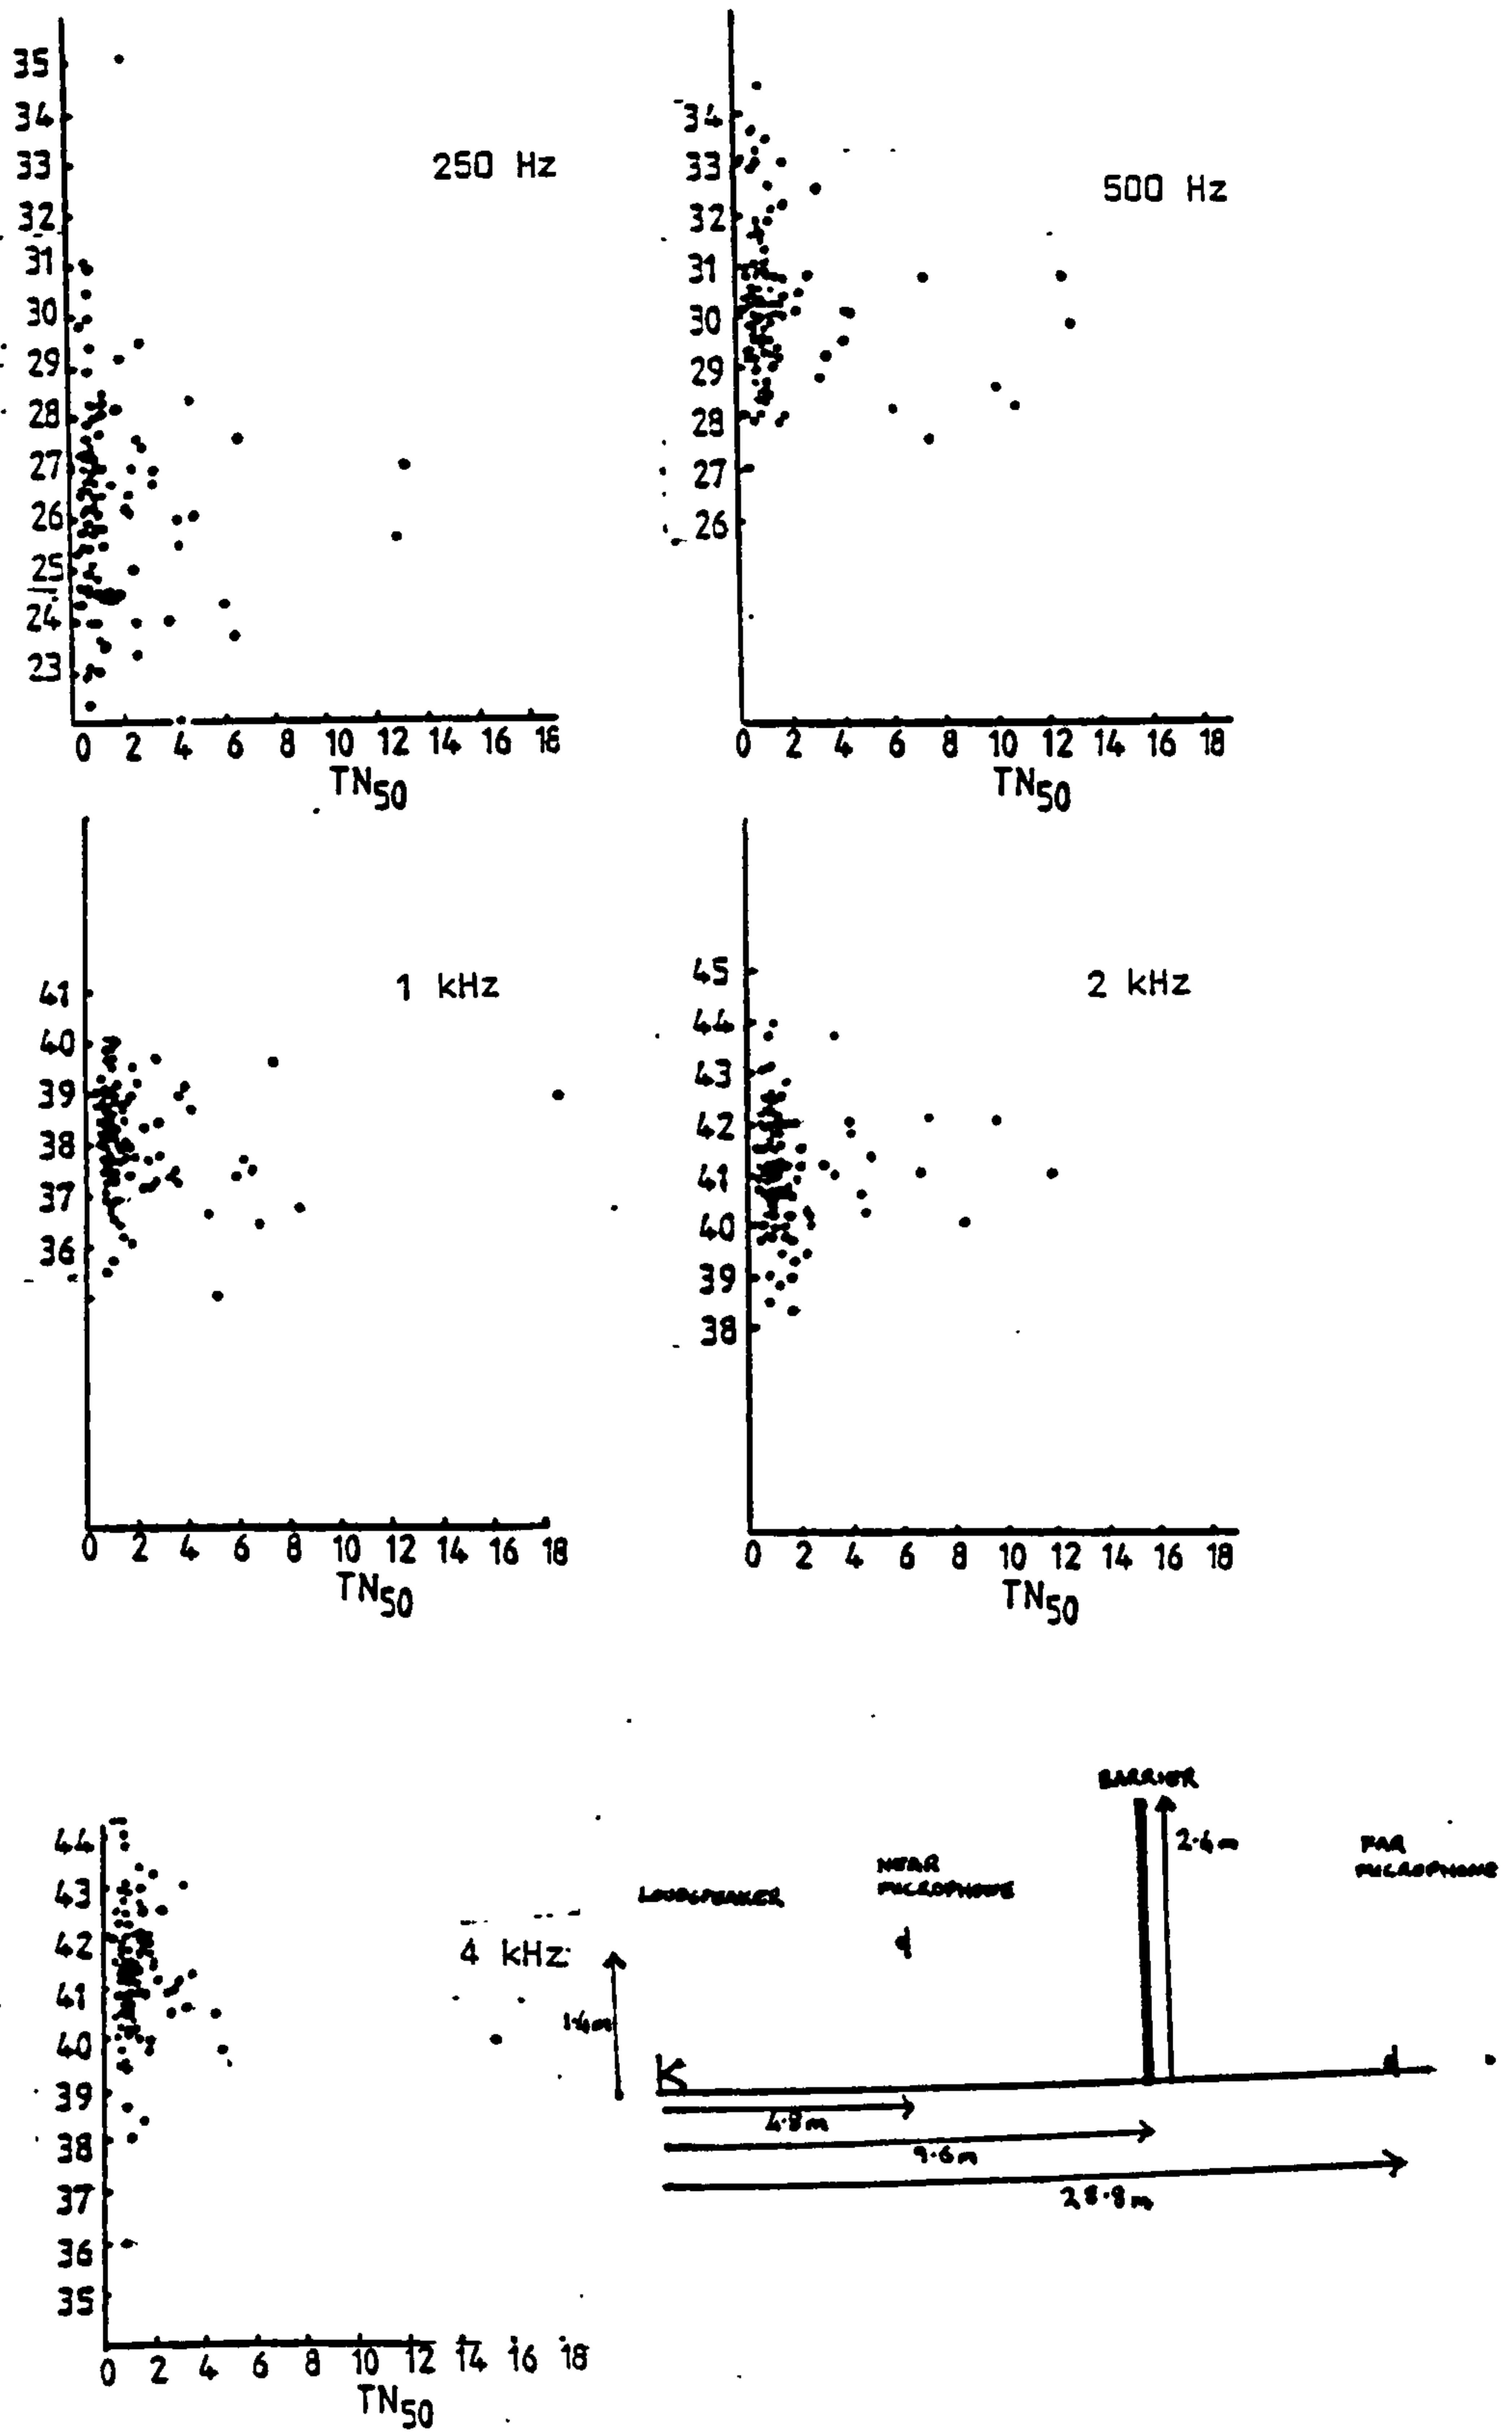 35
34
33
32
31
30
29
28
27
26
25
24
23
250 Hz
0 2 4 6 8 10 12 14 16 18
TN50
34
33
32
31
30
29
28
27
26
500 Hz
0 2 4 6 8 10 12 14 16 18
TN50
41
40
39
38
37
36
1 kHz
0 2 4 6 8 10 12 14 16 18
TN50
45
44
43
42
41
40
39
38
2 kHz
0 2 4 6 8 10 12 14 16 18
TN50
44
43
42
41
40
39
38
37
36
35
4 kHz
0 2 4 6 8 10 12 14 16 18
TN50
BARRIER
2.4m
NEAR
MICROPHONE
FAR
MICROPHONE
LOUDSPEAKER
1.4m
4.8m
9.6m
28.8m